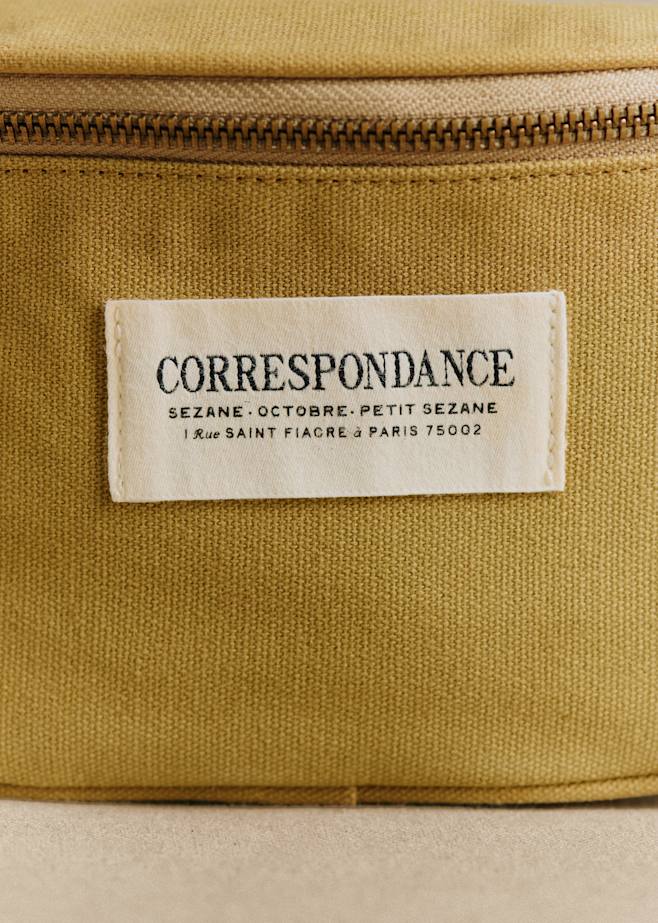 CORRESPONDANCE
SEZANE · OCTOBRE · PETIT SEZANE
1 Rue SAINT FIACRE à PARIS 75002